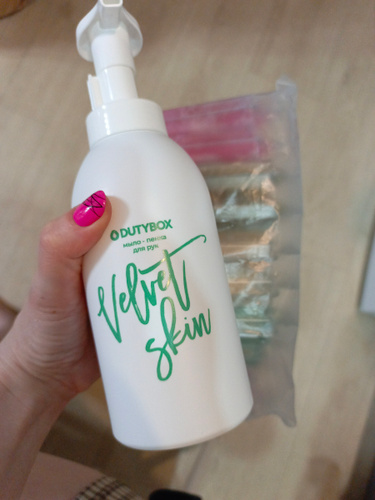 DUTYBOX
мыло - пенка
для рук
Velvet
skin